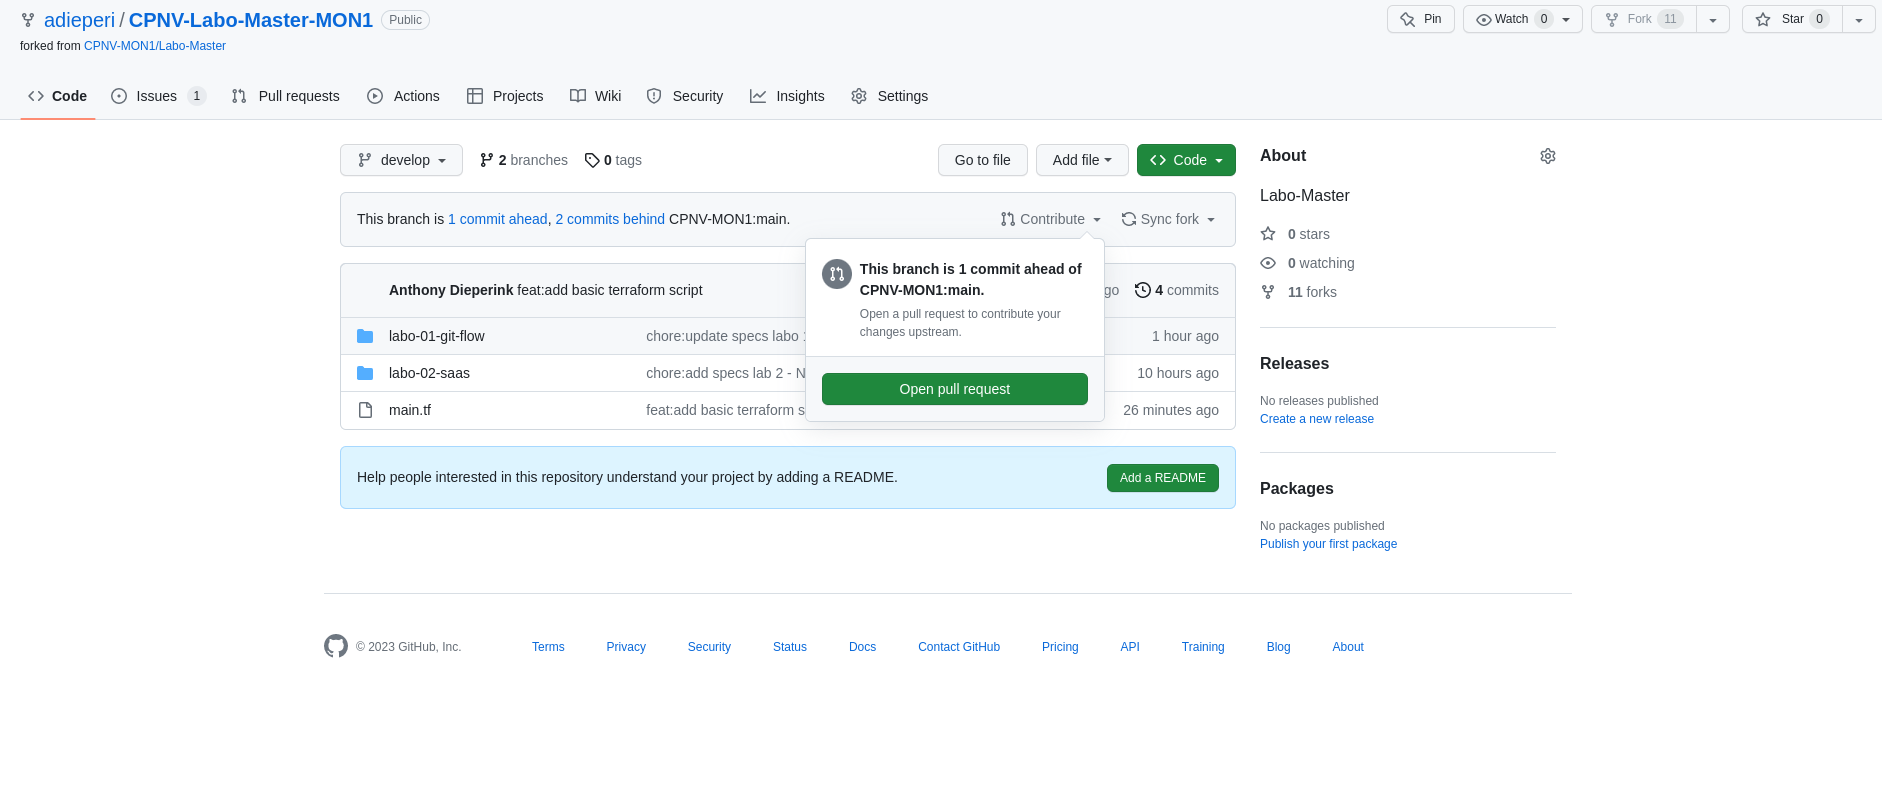 adieperi / CPNV-Labo-Master-MON1 Public
Pin Watch 0 Fork 11 Star 0
forked from CPNV-MON1/Labo-Master
Code Issues 1 Pull requests Actions Projects Wiki Security Insights Settings
develop 2 branches 0 tags
Go to file Add file Code
This branch is 1 commit ahead, 2 commits behind CPNV-MON1:main.
Contribute Sync fork
This branch is 1 commit ahead of
CPNV-MON1:main.
Open a pull request to contribute your
changes upstream.
Open pull request
Anthony Dieperink feat:add basic terraform script
go 4 commits
labo-01-git-flow chore:update specs labo 1 hour ago
labo-02-saas chore:add specs lab 2 - N 10 hours ago
main.tf feat:add basic terraform s 26 minutes ago
Help people interested in this repository understand your project by adding a README.
Add a README
About
Labo-Master
0 stars
0 watching
11 forks
Releases
No releases published
Create a new release
Packages
No packages published
Publish your first package
© 2023 GitHub, Inc. Terms Privacy Security Status Docs Contact GitHub Pricing API Training Blog About